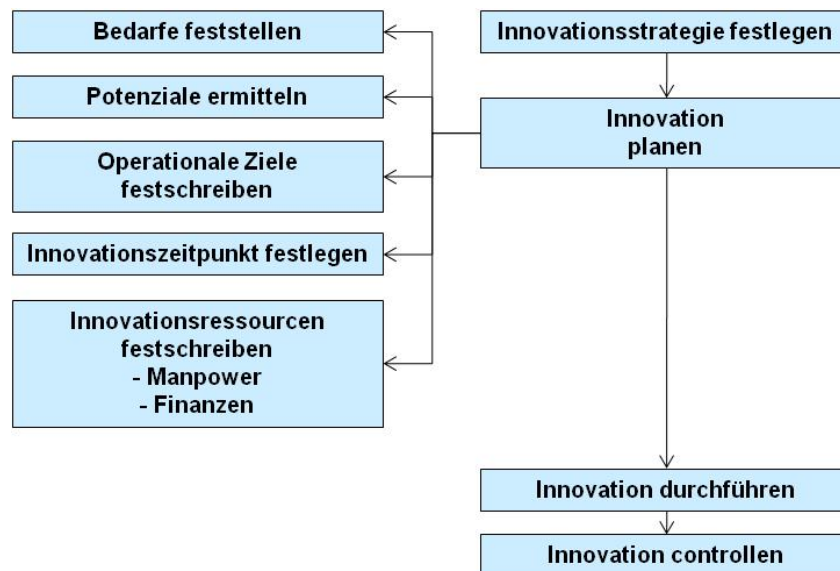 Bedarfe feststellen
Potenziale ermitteln
Operationale Ziele
festschreiben
Innovationszeitpunkt festlegen
Innovationsressourcen
festschreiben
- Manpower
- Finanzen
Innovationsstrategie festlegen
Innovation
planen
Innovation durchführen
Innovation controllen